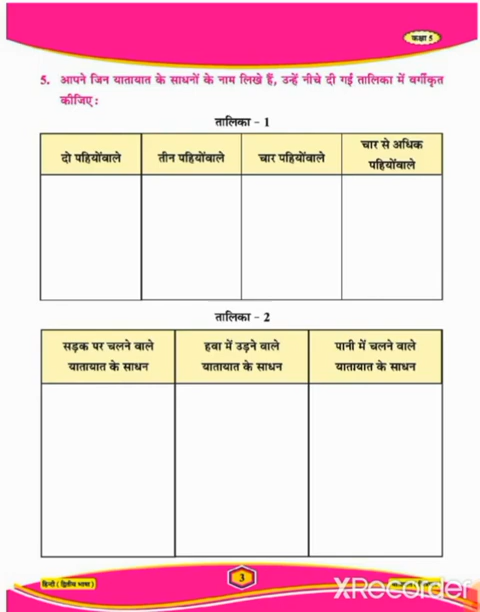 कक्षा 5
5. आपने जिन यातायात के साधनों के नाम लिखे हैं, उन्हें नीचे दी गई तालिका में वर्गीकृत
कीजिए :
तालिका - 1
दो पहियोंवाले
तीन पहियोंवाले
चार पहियोंवाले
चार से अधिक
पहियोंवाले
तालिका - 2
सड़क पर चलने वाले
यातायात के साधन
हवा में उड़ने वाले
यातायात के साधन
पानी में चलने वाले
यातायात के साधन
हिन्दी (द्वितीय भाषा)
3
XRecorder